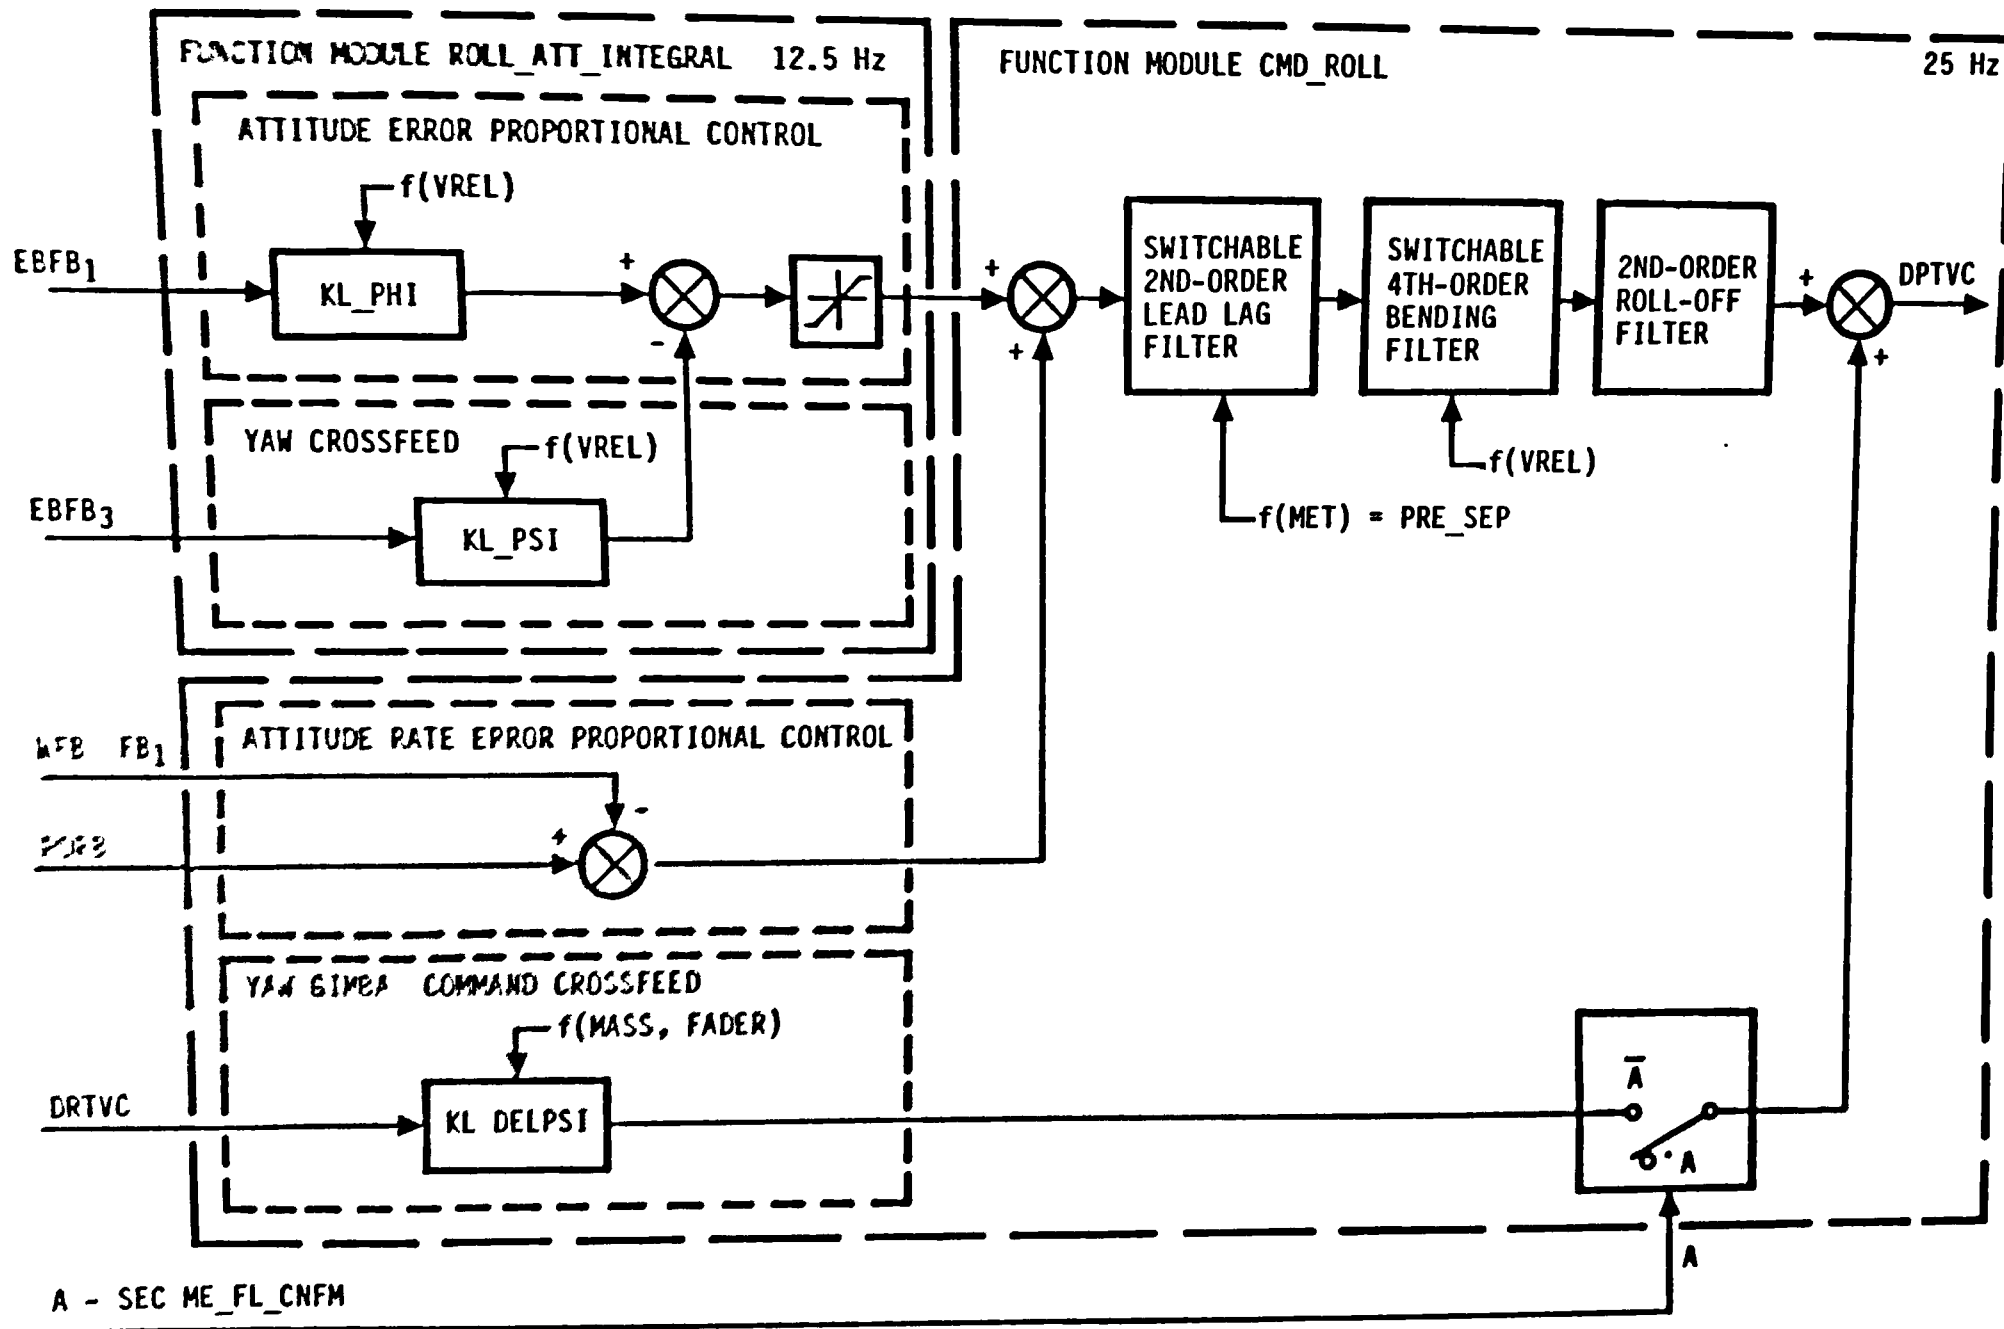 FUNCTION MODULE ROLL_ATT_INTEGRAL 12.5 Hz
ATTITUDE ERROR PROPORTIONAL CONTROL
f(VREL)
EBFB1
KL_PHI
+
-
YAW CROSSFEED
f(VREL)
EBFB3
KL_PSI
FUNCTION MODULE CMD_ROLL
25 Hz
+
+
SWITCHABLE
2ND-ORDER
LEAD LAG
FILTER
SWITCHABLE
4TH-ORDER
BENDING
FILTER
2ND-ORDER
ROLL-OFF
FILTER
+
+
DPTVC
f(VREL)
f(MET) = PRE_SEP
ATTITUDE RATE ERROR PROPORTIONAL CONTROL
FB1
-
+
YAW GIMBA COMMAND CROSSFEED
f(MASS, FADER)
DRTVC
KL DELPSI
A̅
A
A
A - SEC ME_FL_CNFM